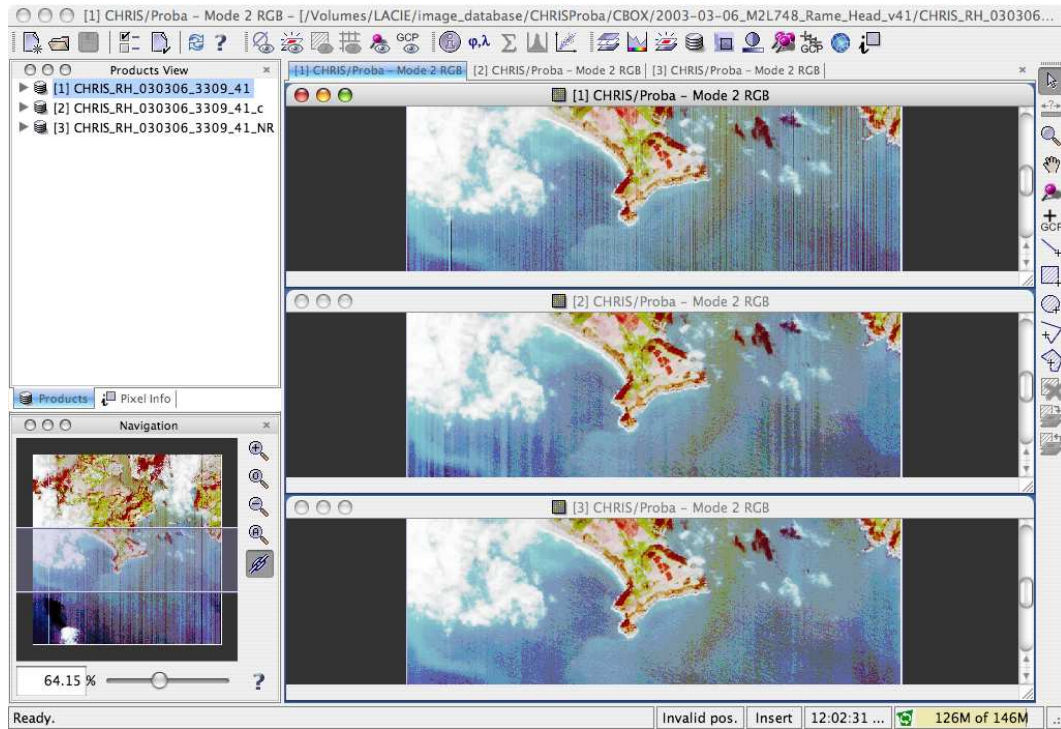 [1] CHRIS/Proba - Mode 2 RGB - [/Volumes/LACIE/image_database/CHRISProba/CBOX/2003-03-06_M2L748_Rame_Head_v41/CHRIS_RH_030306...
? GCP φ,λ Σ GCP
Products View ×
[1] CHRIS_RH_030306_3309_41
[2] CHRIS_RH_030306_3309_41_c
[3] CHRIS_RH_030306_3309_41_NR
[1] CHRIS/Proba - Mode 2 RGB [2] CHRIS/Proba - Mode 2 RGB [3] CHRIS/Proba - Mode 2 RGB ×
[1] CHRIS/Proba - Mode 2 RGB
GCP
[2] CHRIS/Proba - Mode 2 RGB
Products Pixel Info
Navigation ×
[3] CHRIS/Proba - Mode 2 RGB
64.15 % ?
Ready. Invalid pos. Insert 12:02:31 ... 126M of 146M